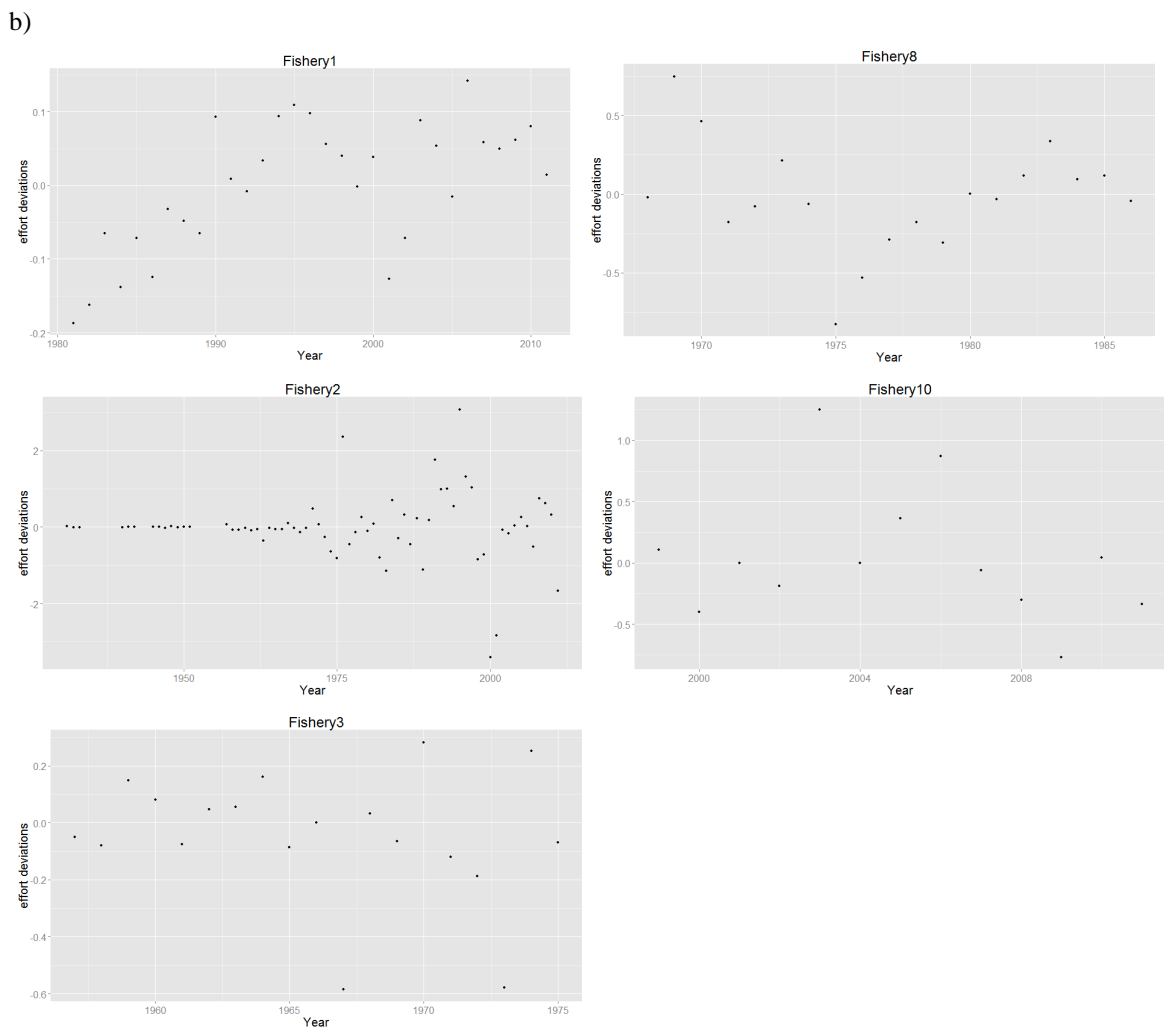 b)
Fishery1
effort deviations
0.1
0.0
-0.1
-0.2
1980 1990 2000 2010
Year
Fishery8
effort deviations
0.5
0.0
-0.5
1970 1975 1980 1985
Year
Fishery2
effort deviations
2
0
-2
1950 1975 2000
Year
Fishery10
effort deviations
1.0
0.5
0.0
-0.5
2000 2004 2008
Year
Fishery3
effort deviations
0.2
0.0
-0.2
-0.4
-0.6
1960 1965 1970 1975
Year